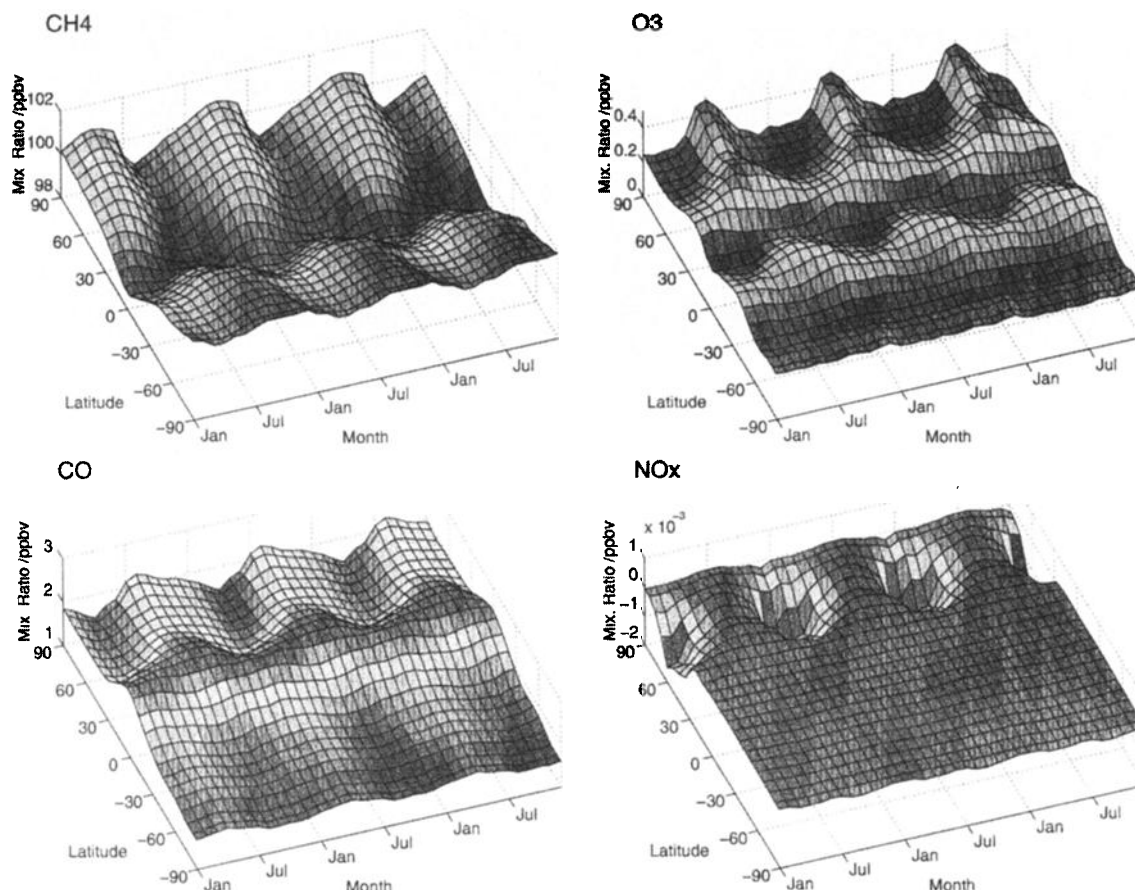 CH4
Mix Ratio /ppbv
102
100
98
90
60
30
0
-30
-60
-90
Latitude
Jan
Jul
Jan
Jul
Jan
Jul
Month
O3
Mix. Ratio /ppbv
0.4
0.2
0
90
60
30
0
-30
-60
-90
Latitude
Jan
Jul
Jan
Jul
Jan
Jul
Month
CO
Mix. Ratio /ppbv
3
2
1
90
60
30
0
-30
-60
-90
Latitude
Jan
Jul
Jan
Jul
Jan
Jul
Month
NOx
x 10⁻³
Mix. Ratio /ppbv
1
0
-1
-2
90
60
30
0
-30
-60
-90
Latitude
Jan
Jul
Jan
Jul
Jan
Jul
Month